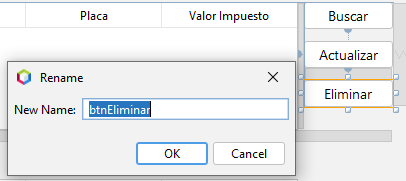 Placa Valor Impuesto Buscar
Actualizar
Rename
Eliminar
New Name: btnEliminar
OK Cancel